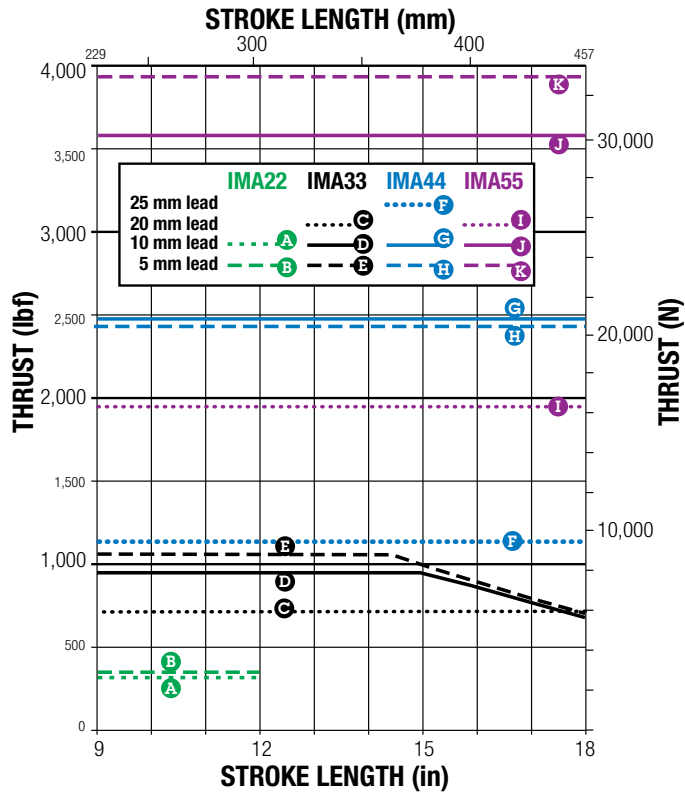 STROKE LENGTH (mm)
229 300 400 457
4,000
K
J
30,000
3,500
IMA22 IMA33 IMA44 IMA55
25 mm lead F
20 mm lead C I
10 mm lead A D G J
5 mm lead B E H K
3,000
THRUST (lbf)
THRUST (N)
G
2,500
H
20,000
2,000
I
1,500
F
10,000
E
1,000
D
C
B
500
A
0
9 12 15 18
STROKE LENGTH (in)